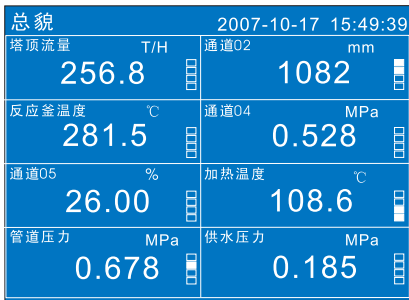 总貌 2007-10-17 15:49:39
塔顶流量 T/H 通道02 mm
256.8 1082
反应釜温度 ℃ 通道04 MPa
281.5 0.528
通道05 % 加热温度 ℃
26.00 108.6
管道压力 MPa 供水压力 MPa
0.678 0.185